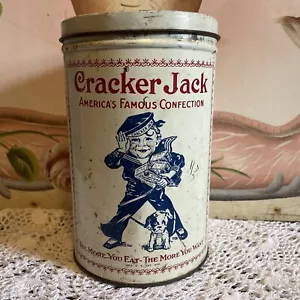 Cracker Jack
AMERICA'S FAMOUS CONFECTION
THE MORE YOU EAT - THE MORE YOU WANT